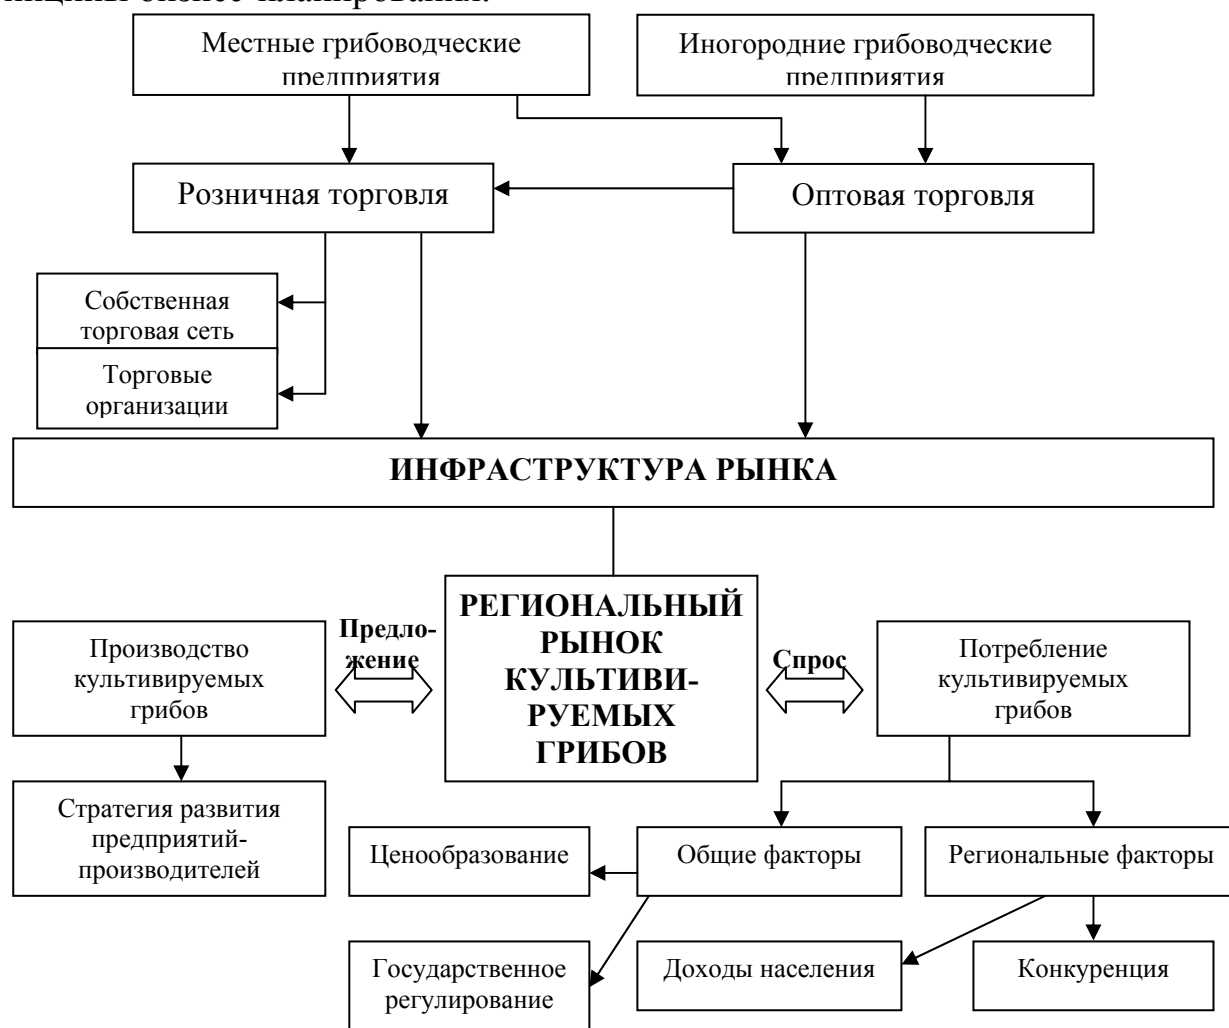 бизнес-планирования.
Местные грибоводческие
предприятия
Иногородние грибоводческие
предприятия
Розничная торговля
Оптовая торговля
Собственная
торговая сеть
Торговые
организации
ИНФРАСТРУКТУРА РЫНКА
РЕГИОНАЛЬНЫЙ
РЫНОК
КУЛЬТИВИ-
РУЕМЫХ
ГРИБОВ
Предло-
жение
Спрос
Производство
культивируемых
грибов
Потребление
культивируемых
грибов
Стратегия развития
предприятий-
производителей
Ценообразование
Общие факторы
Региональные факторы
Государственное
регулирование
Доходы населения
Конкуренция